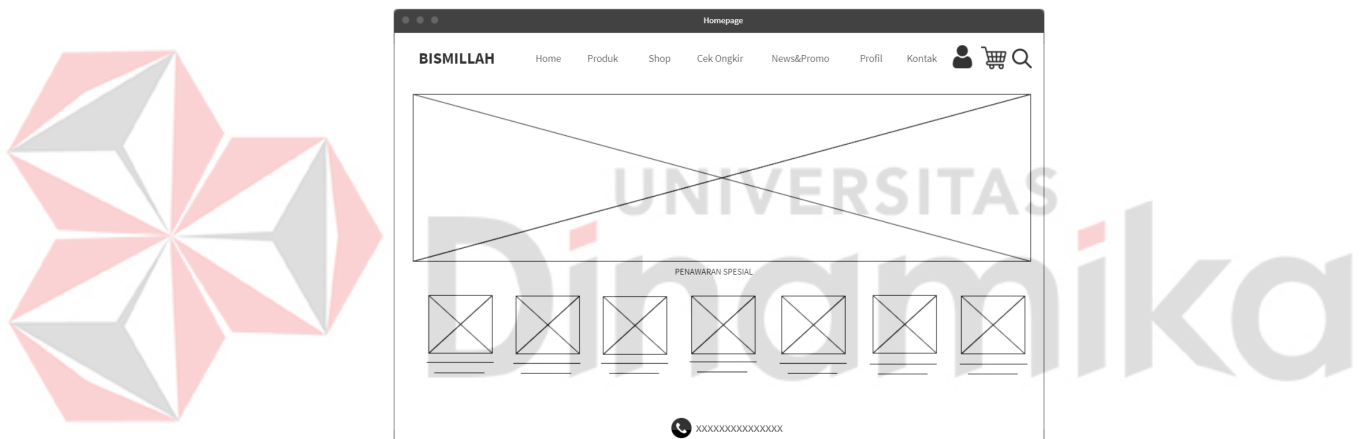 Homepage
BISMILLAH Home Produk Shop Cek Ongkir News&Promo Profil Kontak
UNIVERSITAS
Dinamika
PENAWARAN SPESIAL
XXXXXXXXXXXXXXX